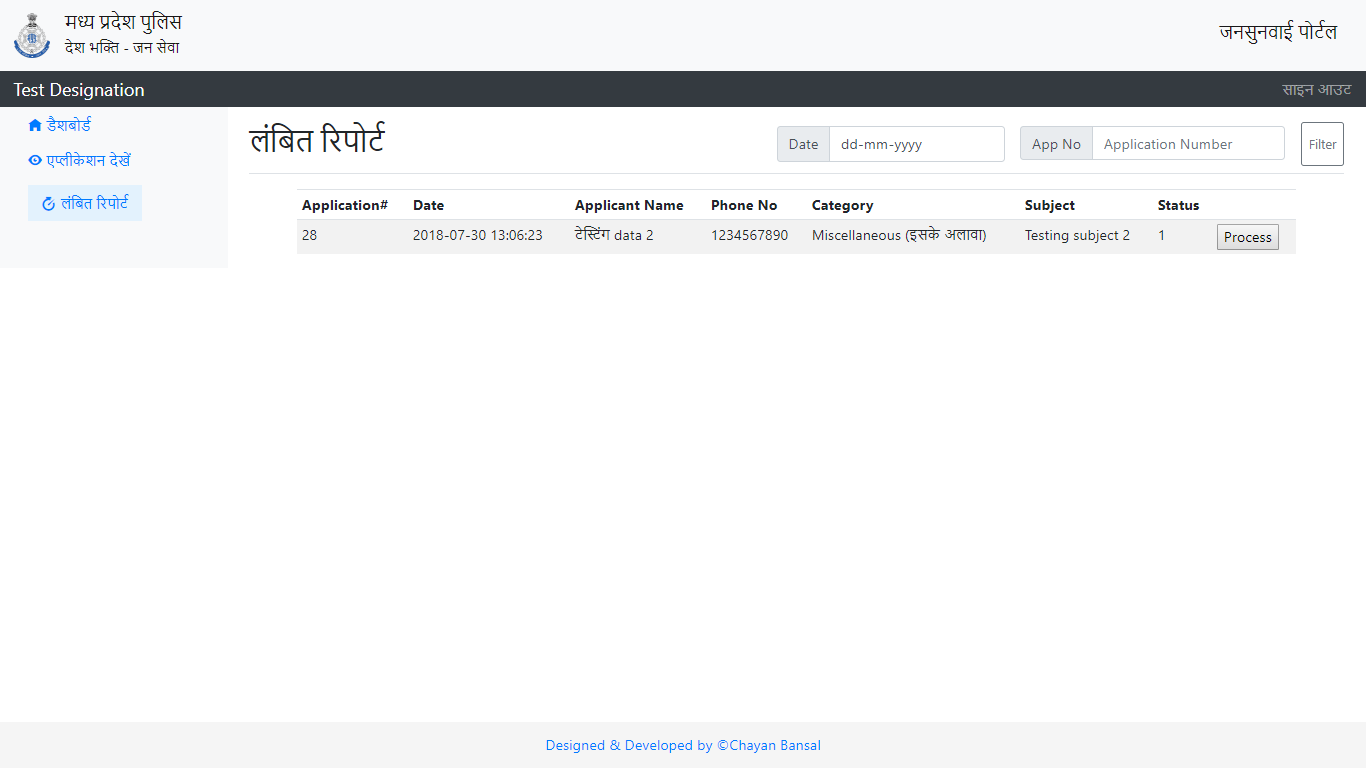 मध्य प्रदेश पुलिस
देश भक्ति - जन सेवा
जनसुनवाई पोर्टल
Test Designation
साइन आउट
डैशबोर्ड
एप्लीकेशन देखें
लंबित रिपोर्ट
लंबित रिपोर्ट
Date dd-mm-yyyy App No Application Number Filter
Application# Date Applicant Name Phone No Category Subject Status
28 2018-07-30 13:06:23 टेस्टिंग data 2 1234567890 Miscellaneous (इसके अलावा) Testing subject 2 1 Process
Designed & Developed by ©Chayan Bansal